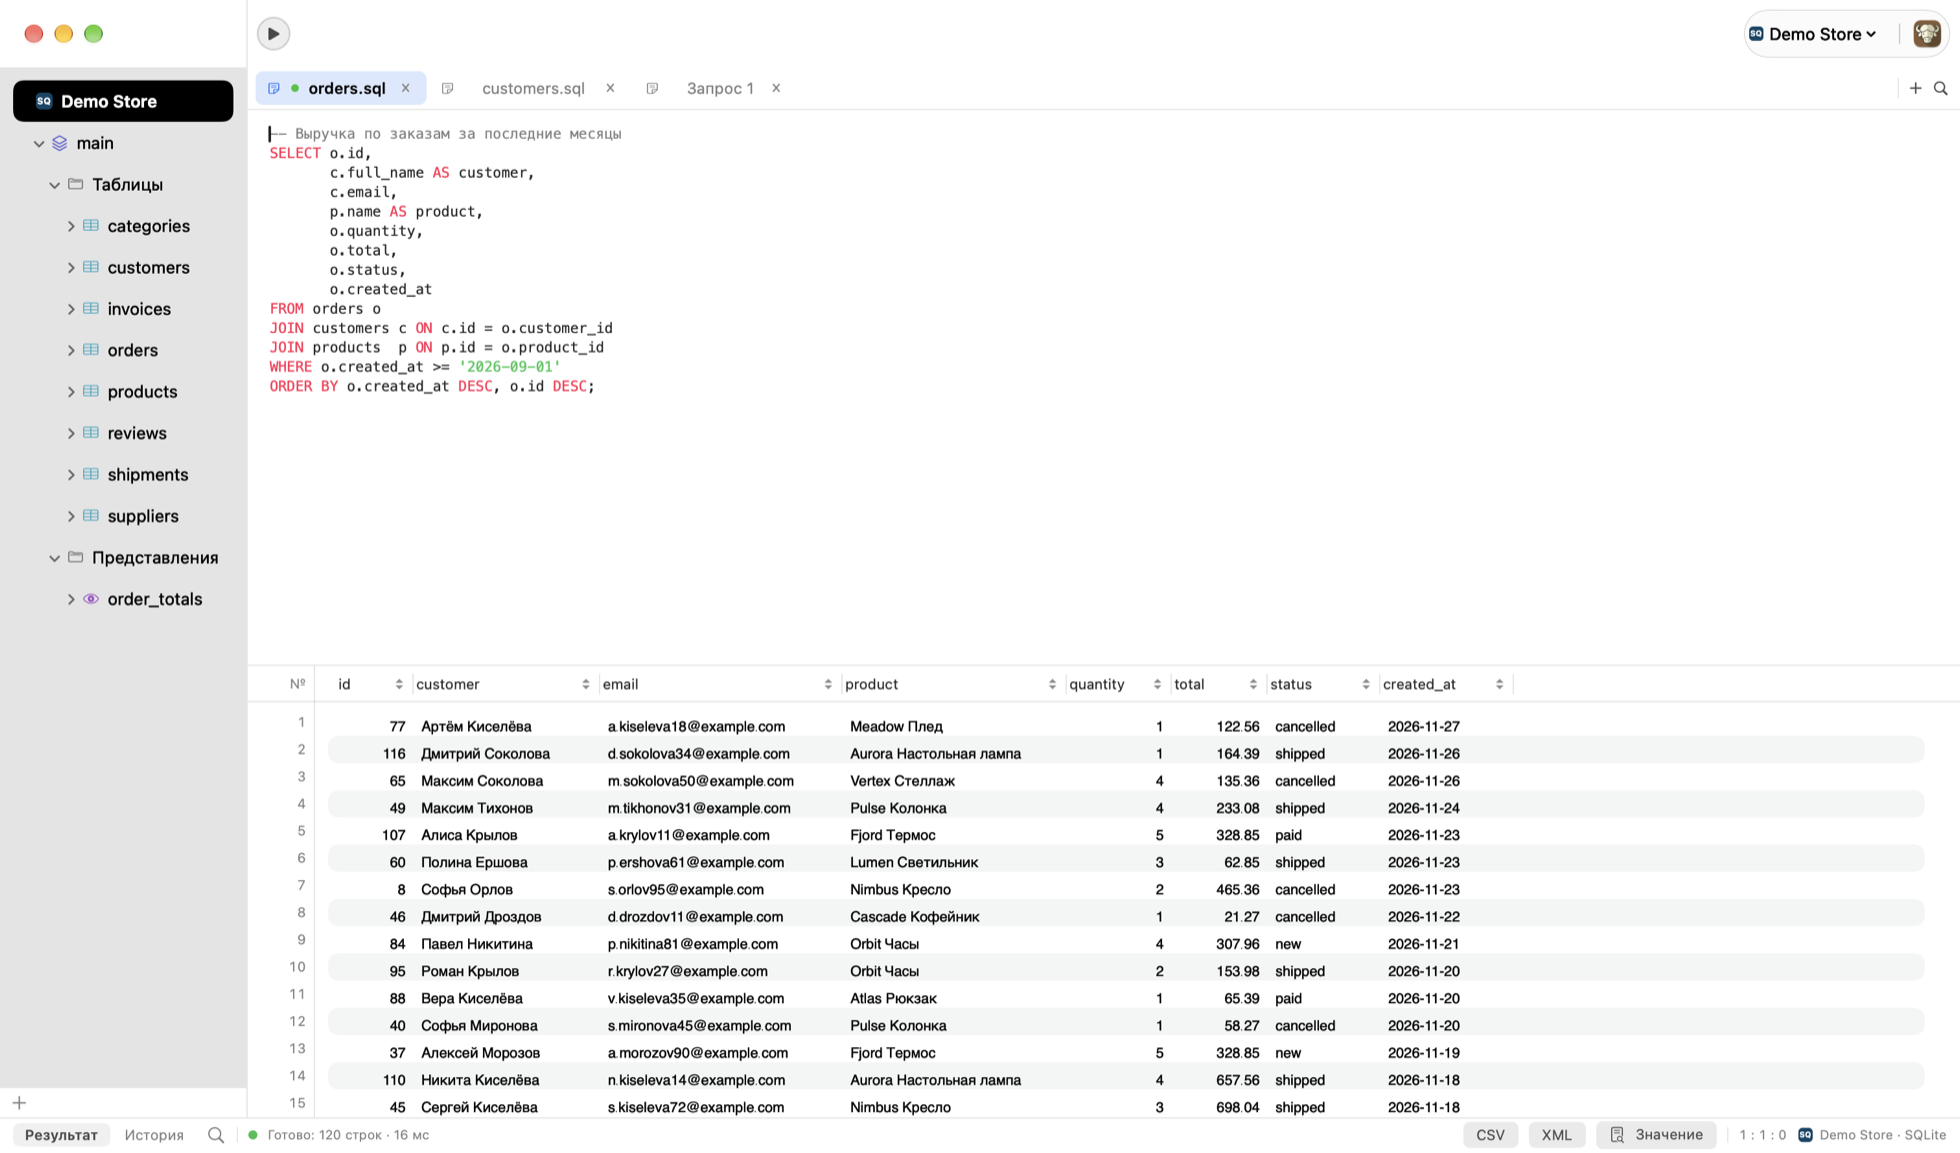 SQ Demo Store
SQ Demo Store
main
Таблицы
categories
customers
invoices
orders
products
reviews
shipments
suppliers
Представления
order_totals
orders.sql × customers.sql × Запрос 1 ×
-- Выручка по заказам за последние месяцы
SELECT o.id,
c.full_name AS customer,
c.email,
p.name AS product,
o.quantity,
o.total,
o.status,
o.created_at
FROM orders o
JOIN customers c ON c.id = o.customer_id
JOIN products  p ON p.id = o.product_id
WHERE o.created_at >= '2026-09-01'
ORDER BY o.created_at DESC, o.id DESC;
№ id customer email product quantity total status created_at
1 77 Артём Киселёва a.kiseleva18@example.com Meadow Плед 1 122.56 cancelled 2026-11-27
2 116 Дмитрий Соколова d.sokolova34@example.com Aurora Настольная лампа 1 164.39 shipped 2026-11-26
3 65 Максим Соколова m.sokolova50@example.com Vertex Стеллаж 4 135.36 cancelled 2026-11-26
4 49 Максим Тихонов m.tikhonov31@example.com Pulse Колонка 4 233.08 shipped 2026-11-24
5 107 Алиса Крылов a.krylov11@example.com Fjord Термос 5 328.85 paid 2026-11-23
6 60 Полина Ершова p.ershova61@example.com Lumen Светильник 3 62.85 shipped 2026-11-23
7 8 Софья Орлов s.orlov95@example.com Nimbus Кресло 2 465.36 cancelled 2026-11-23
8 46 Дмитрий Дроздов d.drozdov11@example.com Cascade Кофейник 1 21.27 cancelled 2026-11-22
9 84 Павел Никитина p.nikitina81@example.com Orbit Часы 4 307.96 new 2026-11-21
10 95 Роман Крылов r.krylov27@example.com Orbit Часы 2 153.98 shipped 2026-11-20
11 88 Вера Киселёва v.kiseleva35@example.com Atlas Рюкзак 1 65.39 paid 2026-11-20
12 40 Софья Миронова s.mironova45@example.com Pulse Колонка 1 58.27 cancelled 2026-11-20
13 37 Алексей Морозов a.morozov90@example.com Fjord Термос 5 328.85 new 2026-11-19
14 110 Никита Киселёва n.kiseleva14@example.com Aurora Настольная лампа 4 657.56 shipped 2026-11-18
15 45 Сергей Киселёва s.kiseleva72@example.com Nimbus Кресло 3 698.04 shipped 2026-11-18
Результат История Готово: 120 строк · 16 мс CSV XML Значение 1 : 1 : 0 SQ Demo Store · SQLite